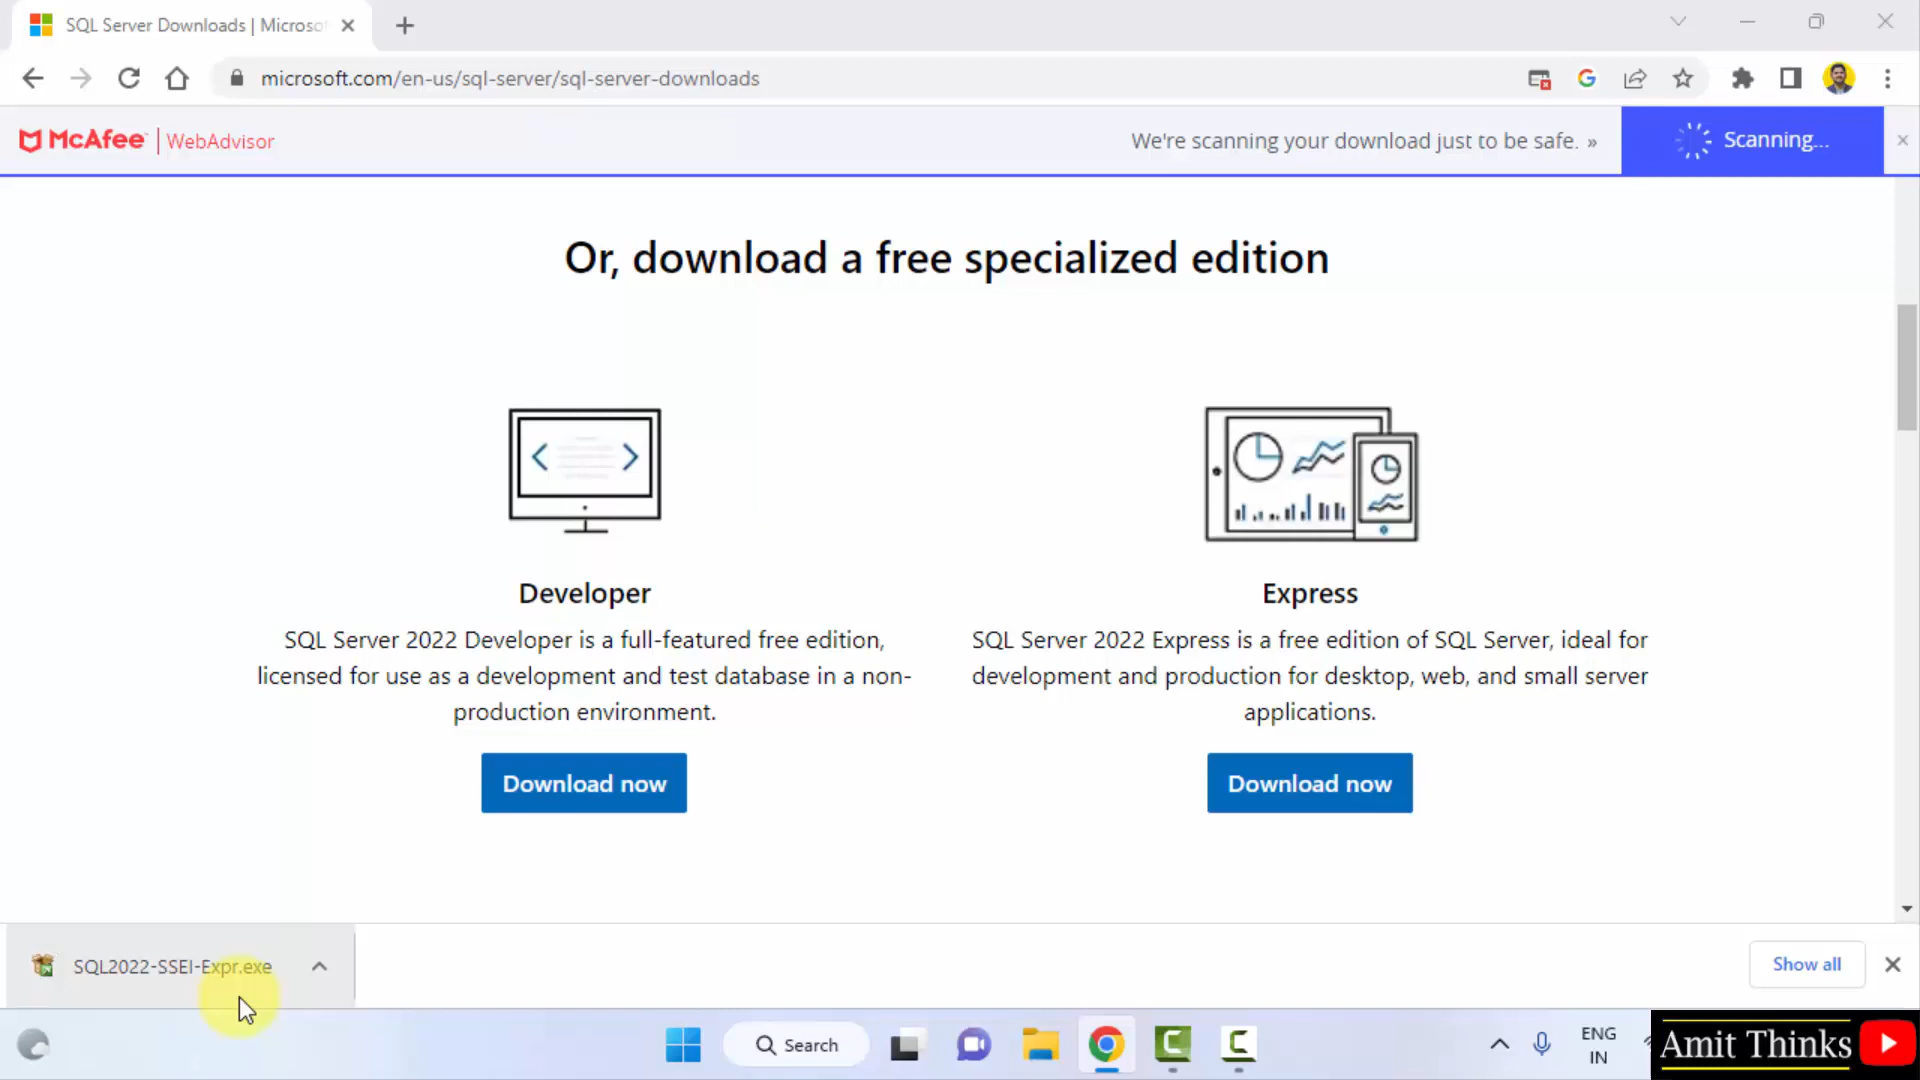 SQL Server Downloads | Microso
microsoft.com/en-us/sql-server/sql-server-downloads
McAfee | WebAdvisor
We're scanning your download just to be safe. »
Scanning...
Or, download a free specialized edition
Developer
SQL Server 2022 Developer is a full-featured free edition,
licensed for use as a development and test database in a non-
production environment.
Download now
Express
SQL Server 2022 Express is a free edition of SQL Server, ideal for
development and production for desktop, web, and small server
applications.
Download now
SQL2022-SSEI-Expr.exe
Show all
Search
ENG
IN
Amit Thinks